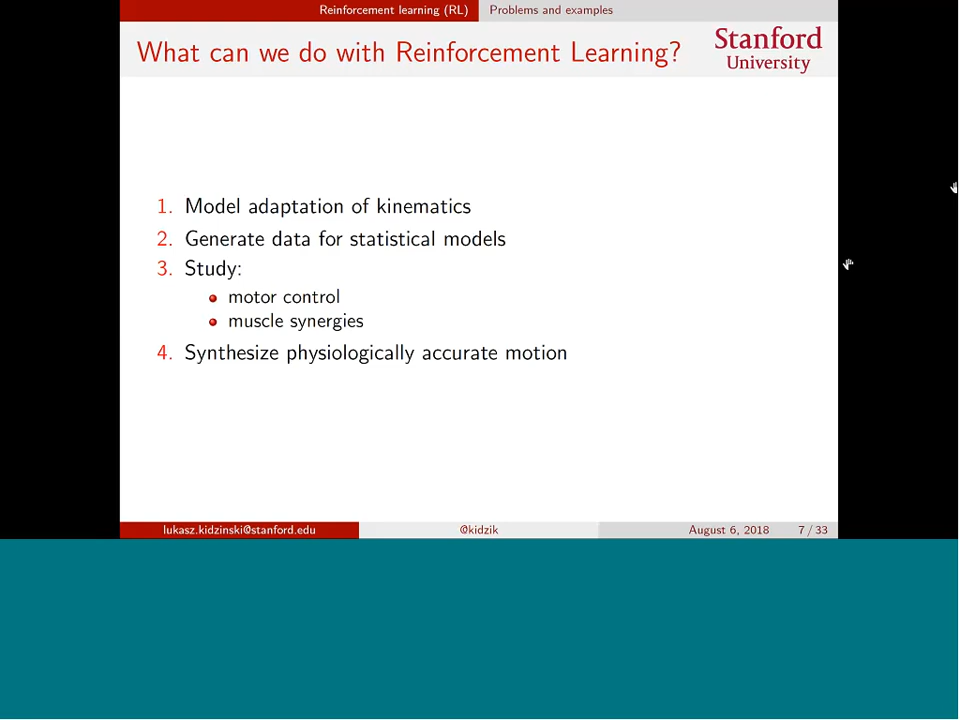 Reinforcement learning (RL) Problems and examples
What can we do with Reinforcement Learning?
Stanford
University
1. Model adaptation of kinematics
2. Generate data for statistical models
3. Study:
motor control
muscle synergies
4. Synthesize physiologically accurate motion
lukasz.kidzinski@stanford.edu @kidzik August 6, 2018 7 / 33